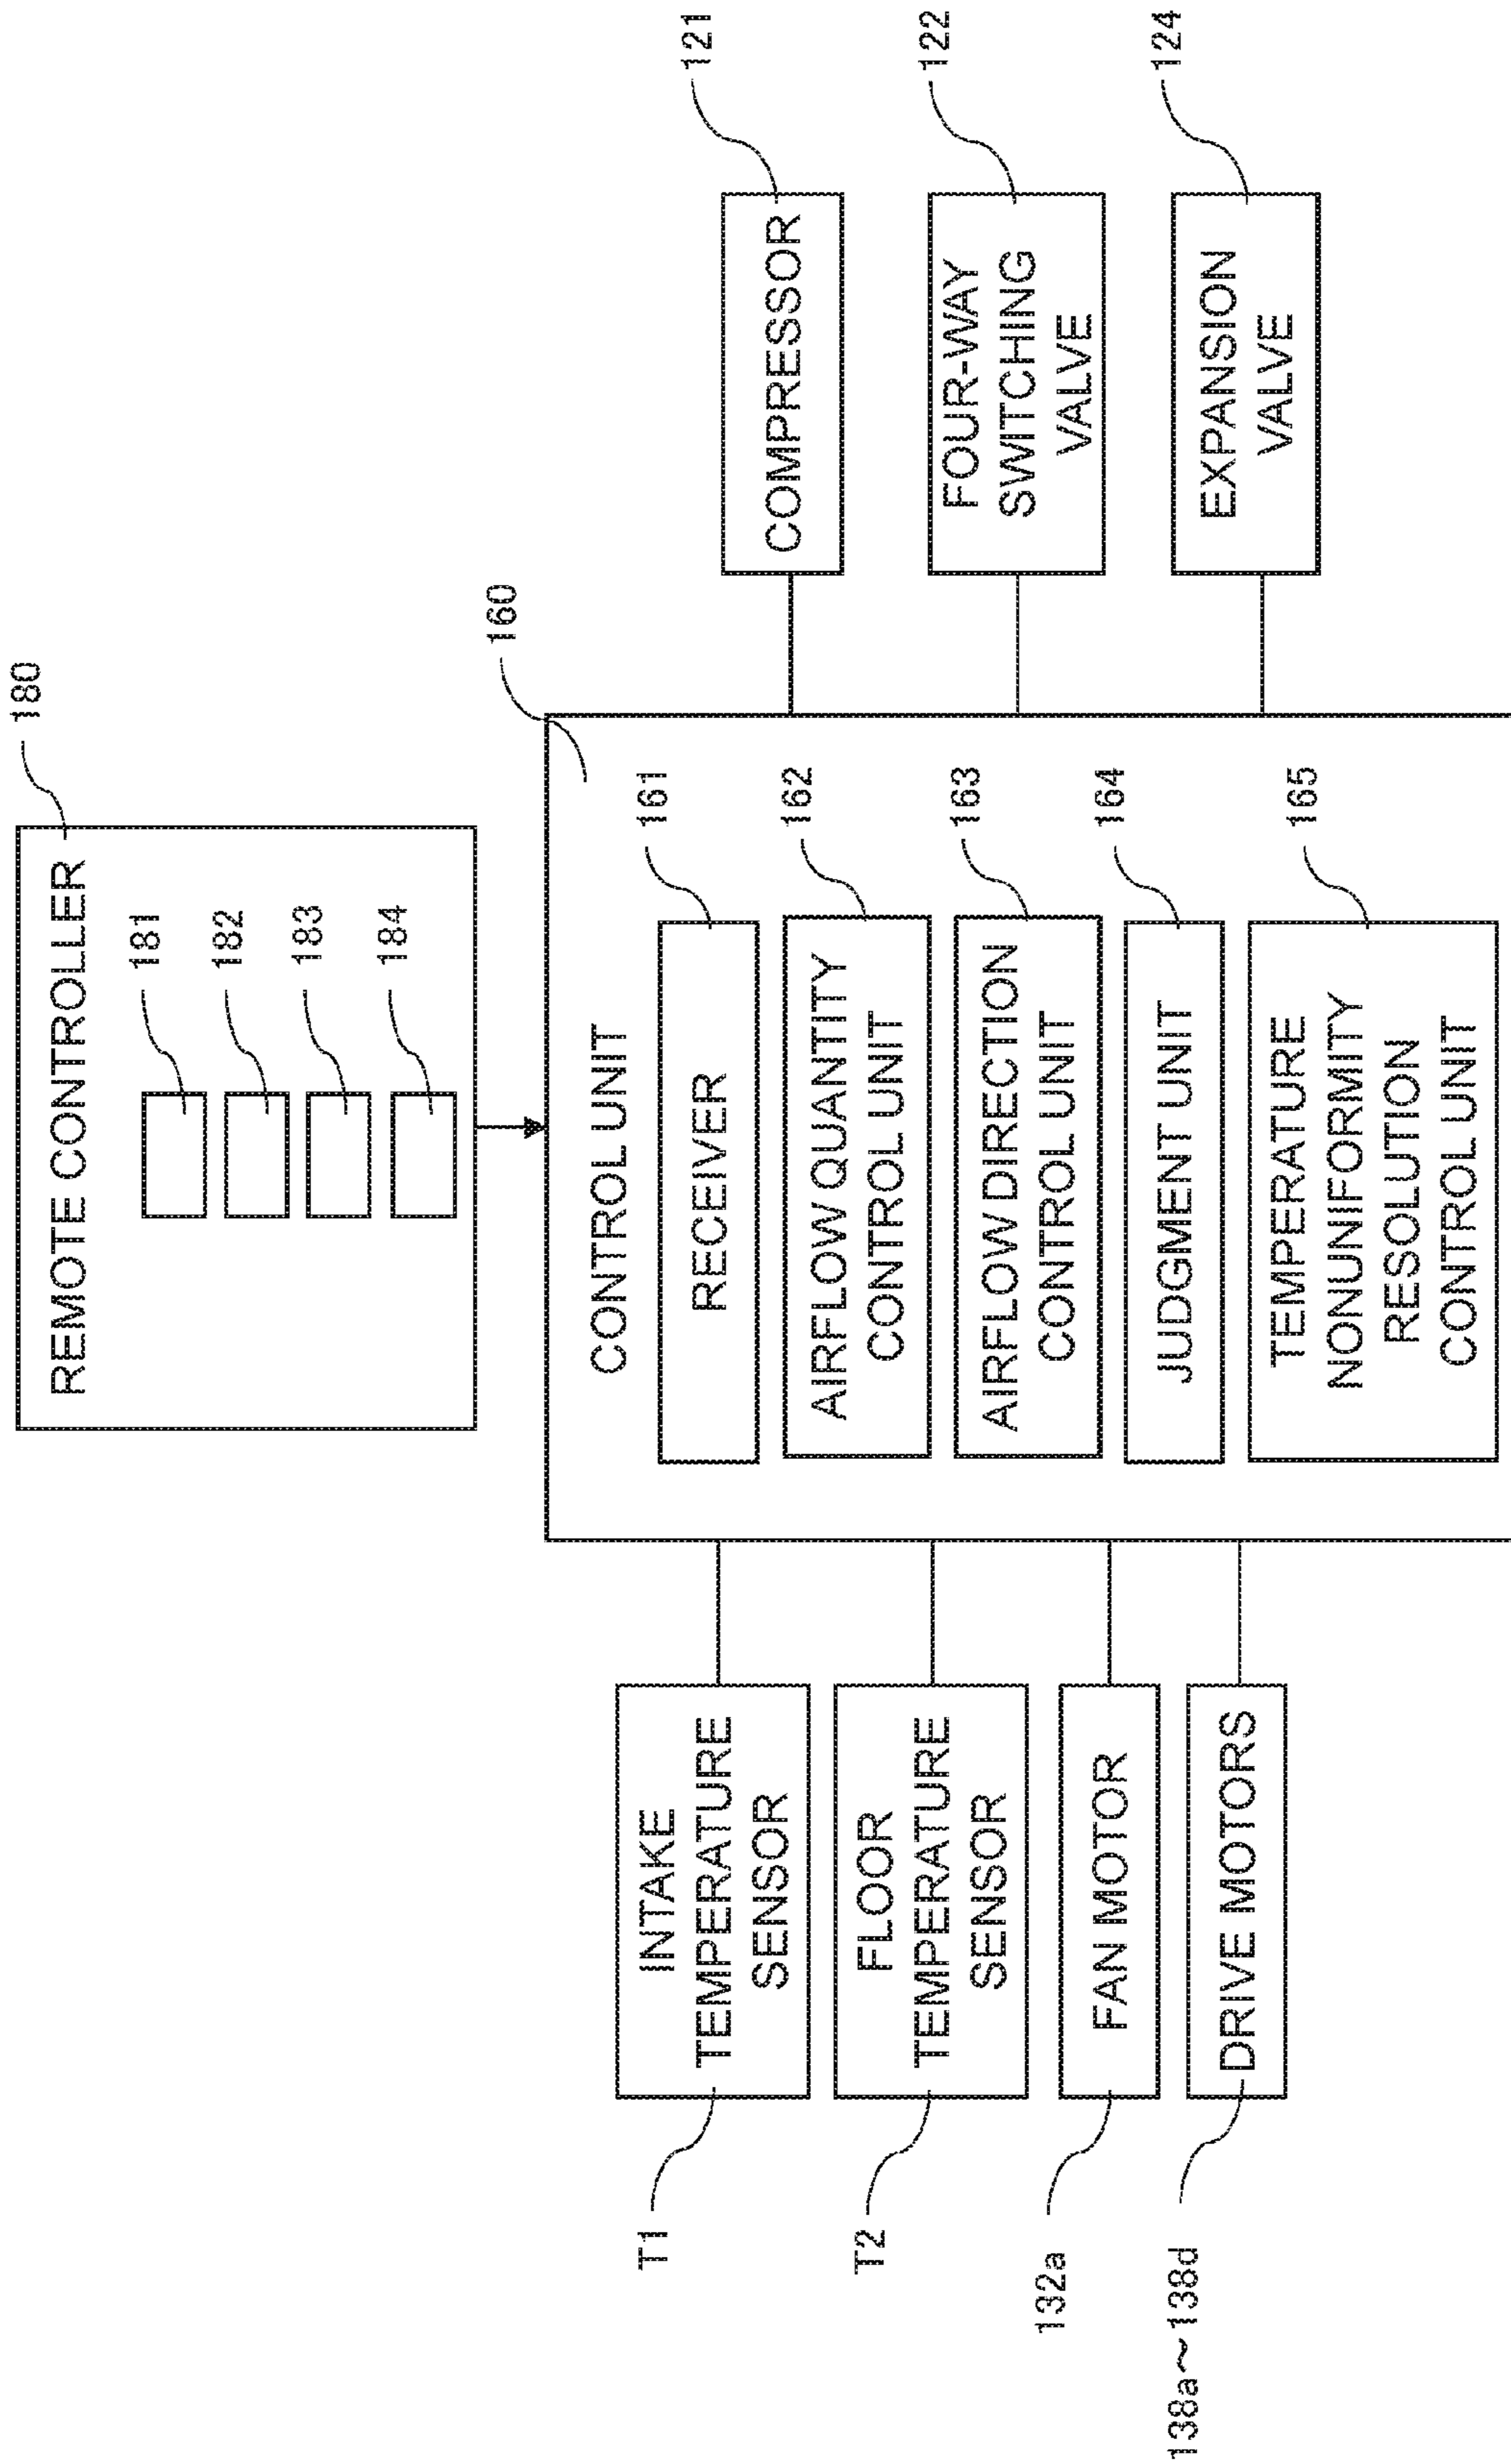 180
REMOTE CONTROLLER
181
182
183
184
160
CONTROL UNIT
161
RECEIVER
162
AIRFLOW QUANTITY
CONTROL UNIT
163
AIRFLOW DIRECTION
CONTROL UNIT
164
JUDGMENT UNIT
165
TEMPERATURE
NONUNIFORMITY
RESOLUTION
CONTROL UNIT
T1
INTAKE
TEMPERATURE
SENSOR
T2
FLOOR
TEMPERATURE
SENSOR
132a
FAN MOTOR
138a~138d
DRIVE MOTORS
121
COMPRESSOR
122
FOUR-WAY
SWITCHING
VALVE
124
EXPANSION
VALVE